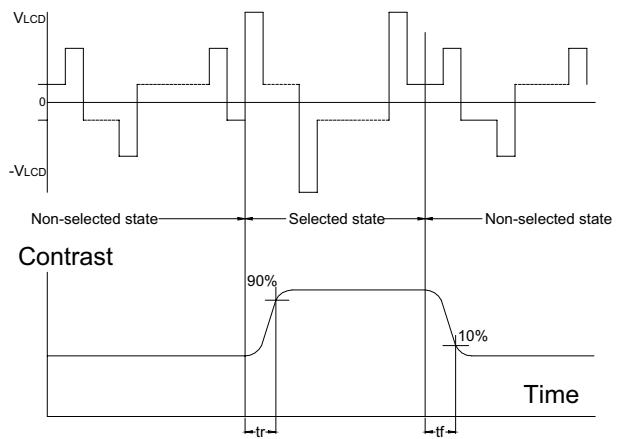 VLCD
0
-VLCD
Non-selected state
Selected state
Non-selected state
Contrast
90%
10%
Time
tr
tf